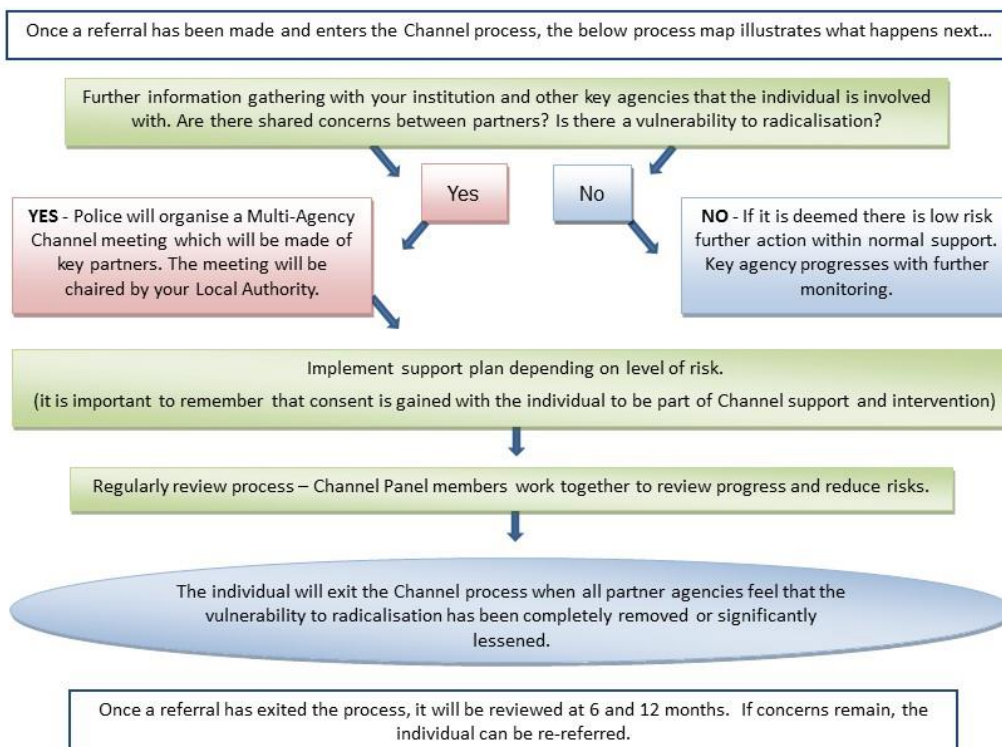 Once a referral has been made and enters the Channel process, the below process map illustrates what happens next…
Further information gathering with your institution and other key agencies that the individual is involved
with. Are there shared concerns between partners? Is there a vulnerability to radicalisation?
Yes
No
YES - Police will organise a Multi-Agency
Channel meeting which will be made of
key partners. The meeting will be
chaired by your Local Authority.
NO - If it is deemed there is low risk
further action within normal support.
Key agency progresses with further
monitoring.
Implement support plan depending on level of risk.
(it is important to remember that consent is gained with the individual to be part of Channel support and intervention)
Regularly review process – Channel Panel members work together to review progress and reduce risks.
The individual will exit the Channel process when all partner agencies feel that the
vulnerability to radicalisation has been completely removed or significantly
lessened.
Once a referral has exited the process, it will be reviewed at 6 and 12 months. If concerns remain, the
individual can be re-referred.